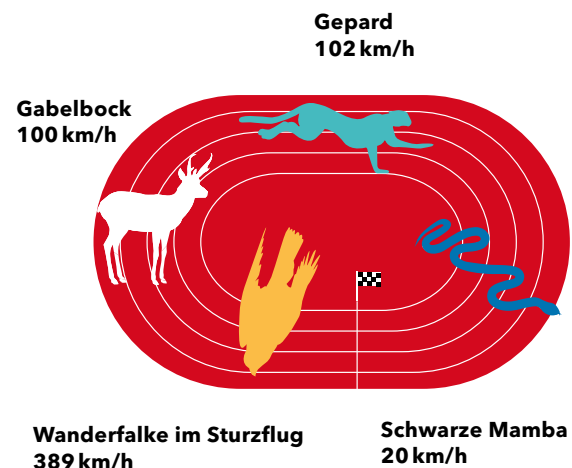 Gepard
102 km/h
Gabelbock
100 km/h
Wanderfalke im Sturzflug
389 km/h
Schwarze Mamba
20 km/h